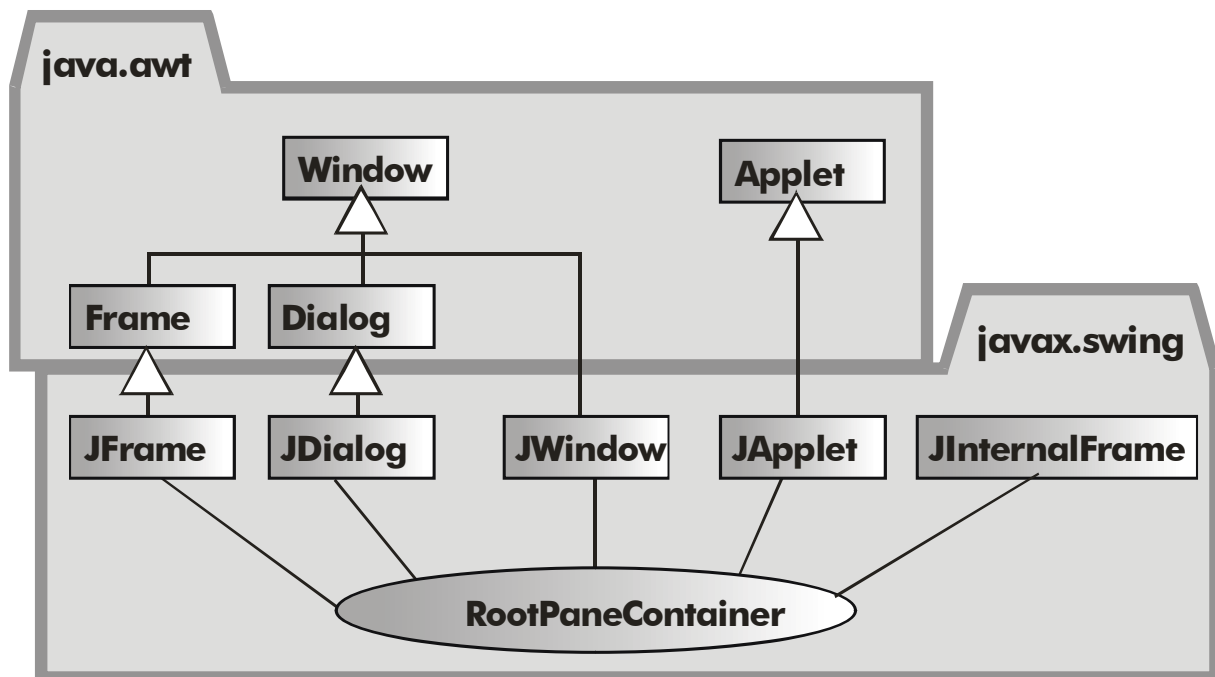 java.awt
Window
Applet
Frame
Dialog
javax.swing
JFrame
JDialog
JWindow
JApplet
JInternalFrame
RootPaneContainer